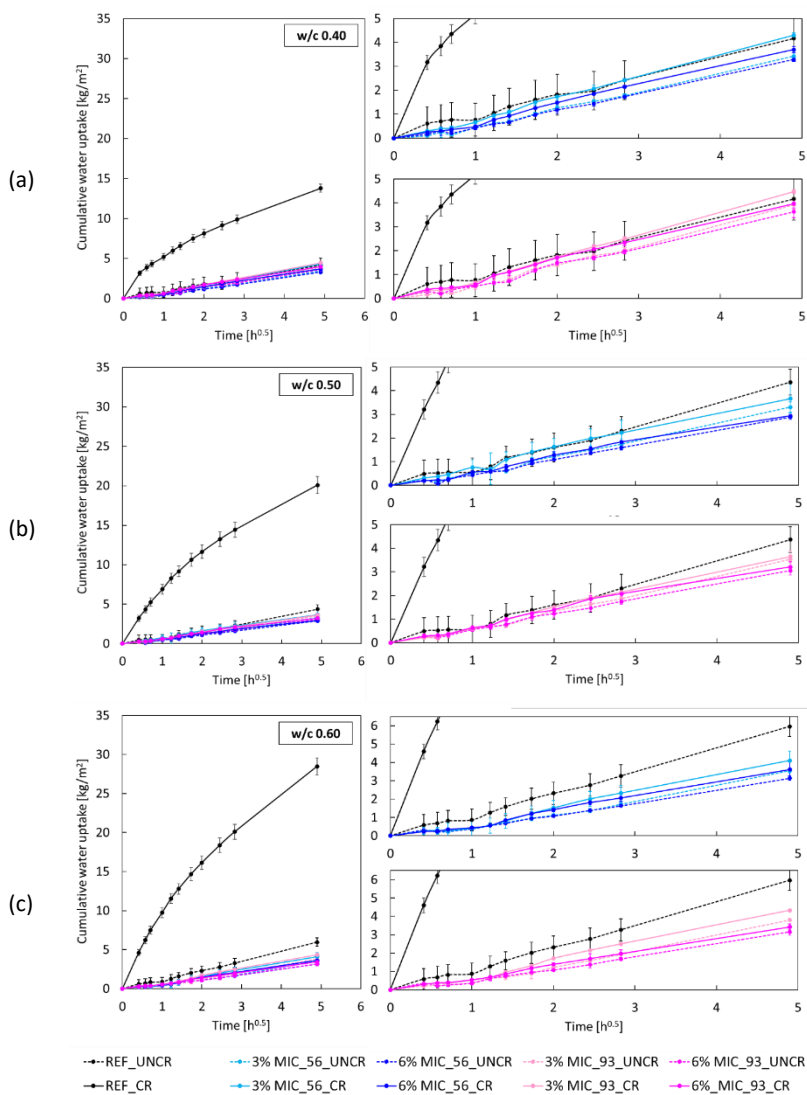 (a)
w/c 0.40
Cumulative water uptake [kg/m²]
35
30
25
20
15
10
5
0
0 1 2 3 4 5 6
Time [h^0.5]
5
4
3
2
1
0
0 1 2 3 4 5
5
4
3
2
1
0
0 1 2 3 4 5
Time [h^0.5]
(b)
w/c 0.50
Cumulative water uptake [kg/m²]
35
30
25
20
15
10
5
0
0 1 2 3 4 5 6
Time [h^0.5]
5
4
3
2
1
0
0 1 2 3 4 5
5
4
3
2
1
0
0 1 2 3 4 5
Time [h^0.5]
(c)
w/c 0.60
Cumulative water uptake [kg/m²]
35
30
25
20
15
10
5
0
0 1 2 3 4 5 6
Time [h^0.5]
6
5
4
3
2
1
0
0 1 2 3 4 5
6
5
4
3
2
1
0
0 1 2 3 4 5
Time [h^0.5]
REF_UNCR 3% MIC_56_UNCR 6% MIC_56_UNCR 3% MIC_93_UNCR 6% MIC_93_UNCR
REF_CR 3% MIC_56_CR 6% MIC_56_CR 3% MIC_93_CR 6%_MIC_93_CR